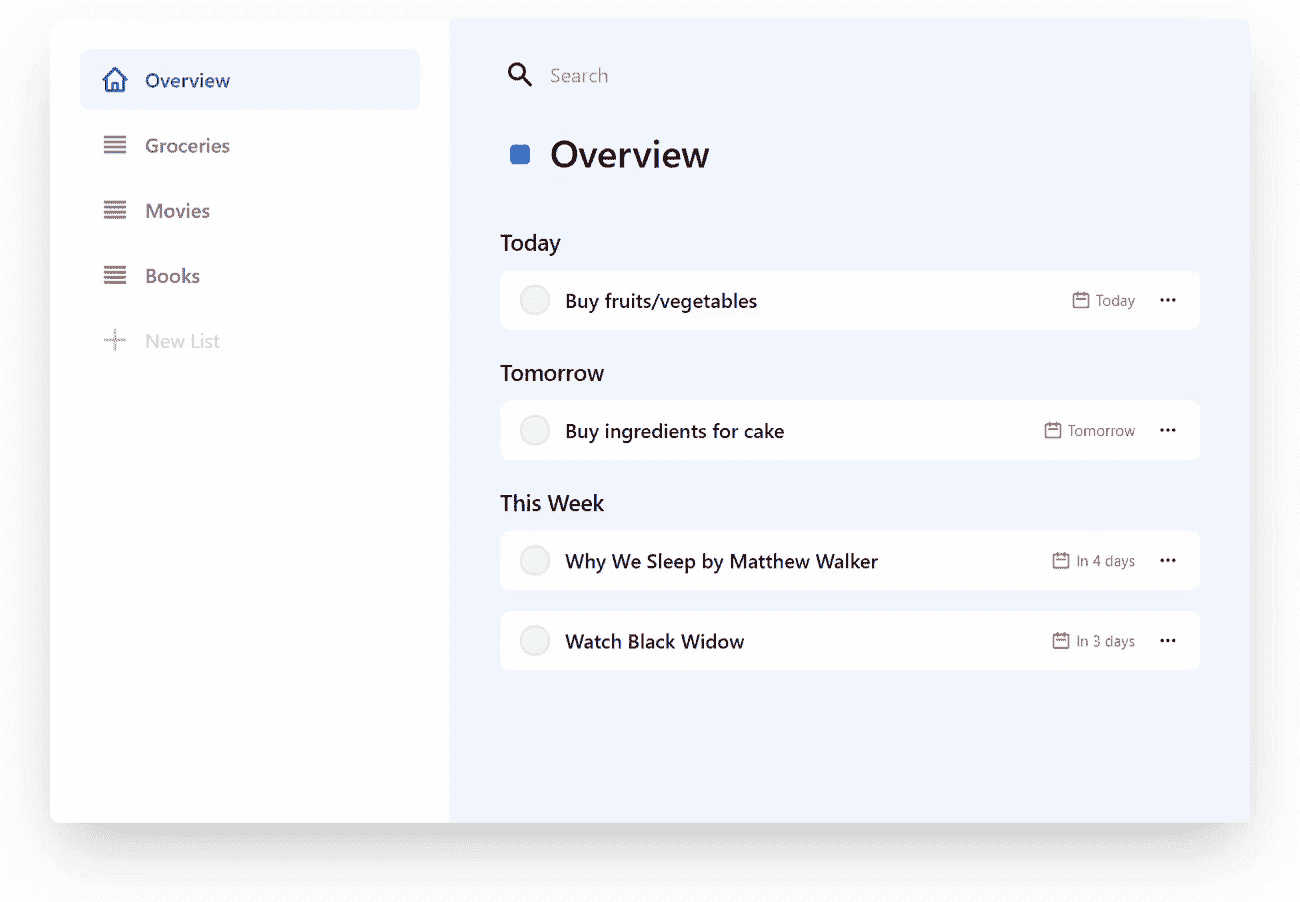 Overview
Groceries
Movies
Books
New List
Search
Overview
Today
Buy fruits/vegetables Today
Tomorrow
Buy ingredients for cake Tomorrow
This Week
Why We Sleep by Matthew Walker In 4 days
Watch Black Widow In 3 days